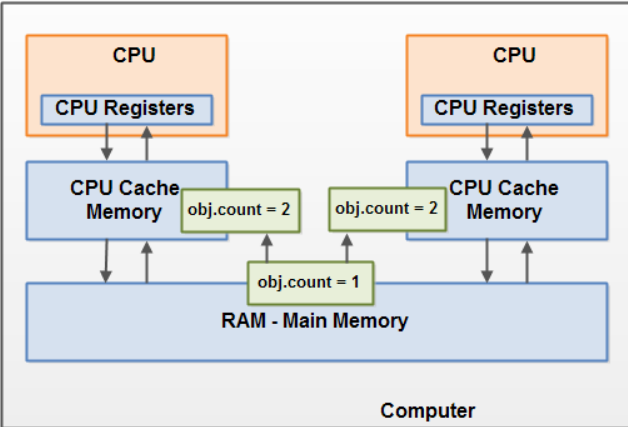 CPU
CPU
CPU Registers
CPU Registers
CPU Cache
Memory
CPU Cache
Memory
obj.count = 2
obj.count = 2
obj.count = 1
RAM - Main Memory
Computer